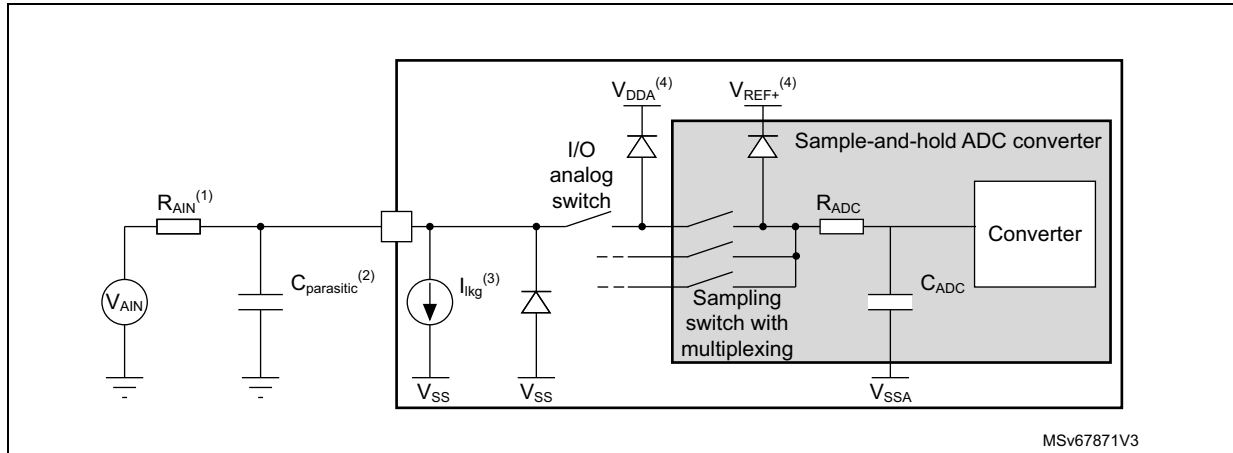 V_DDA(4)
V_REF+(4)
Sample-and-hold ADC converter
I/O
analog
switch
R_AIN(1)
R_ADC
Converter
C_parasitic(2)
I_lkg(3)
V_AIN
C_ADC
Sampling
switch with
multiplexing
V_SS
V_SS
V_SSA
MSv67871V3